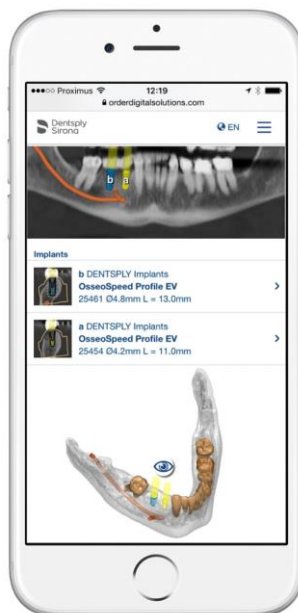 Proximus 12:19
orderdigitalsolutions.com
Dentsply
Sirona
EN
b a
Implants
b DENTSPLY Implants
OsseoSpeed Profile EV
25461 Ø4.8mm L = 13.0mm
a DENTSPLY Implants
OsseoSpeed Profile EV
25454 Ø4.2mm L = 11.0mm